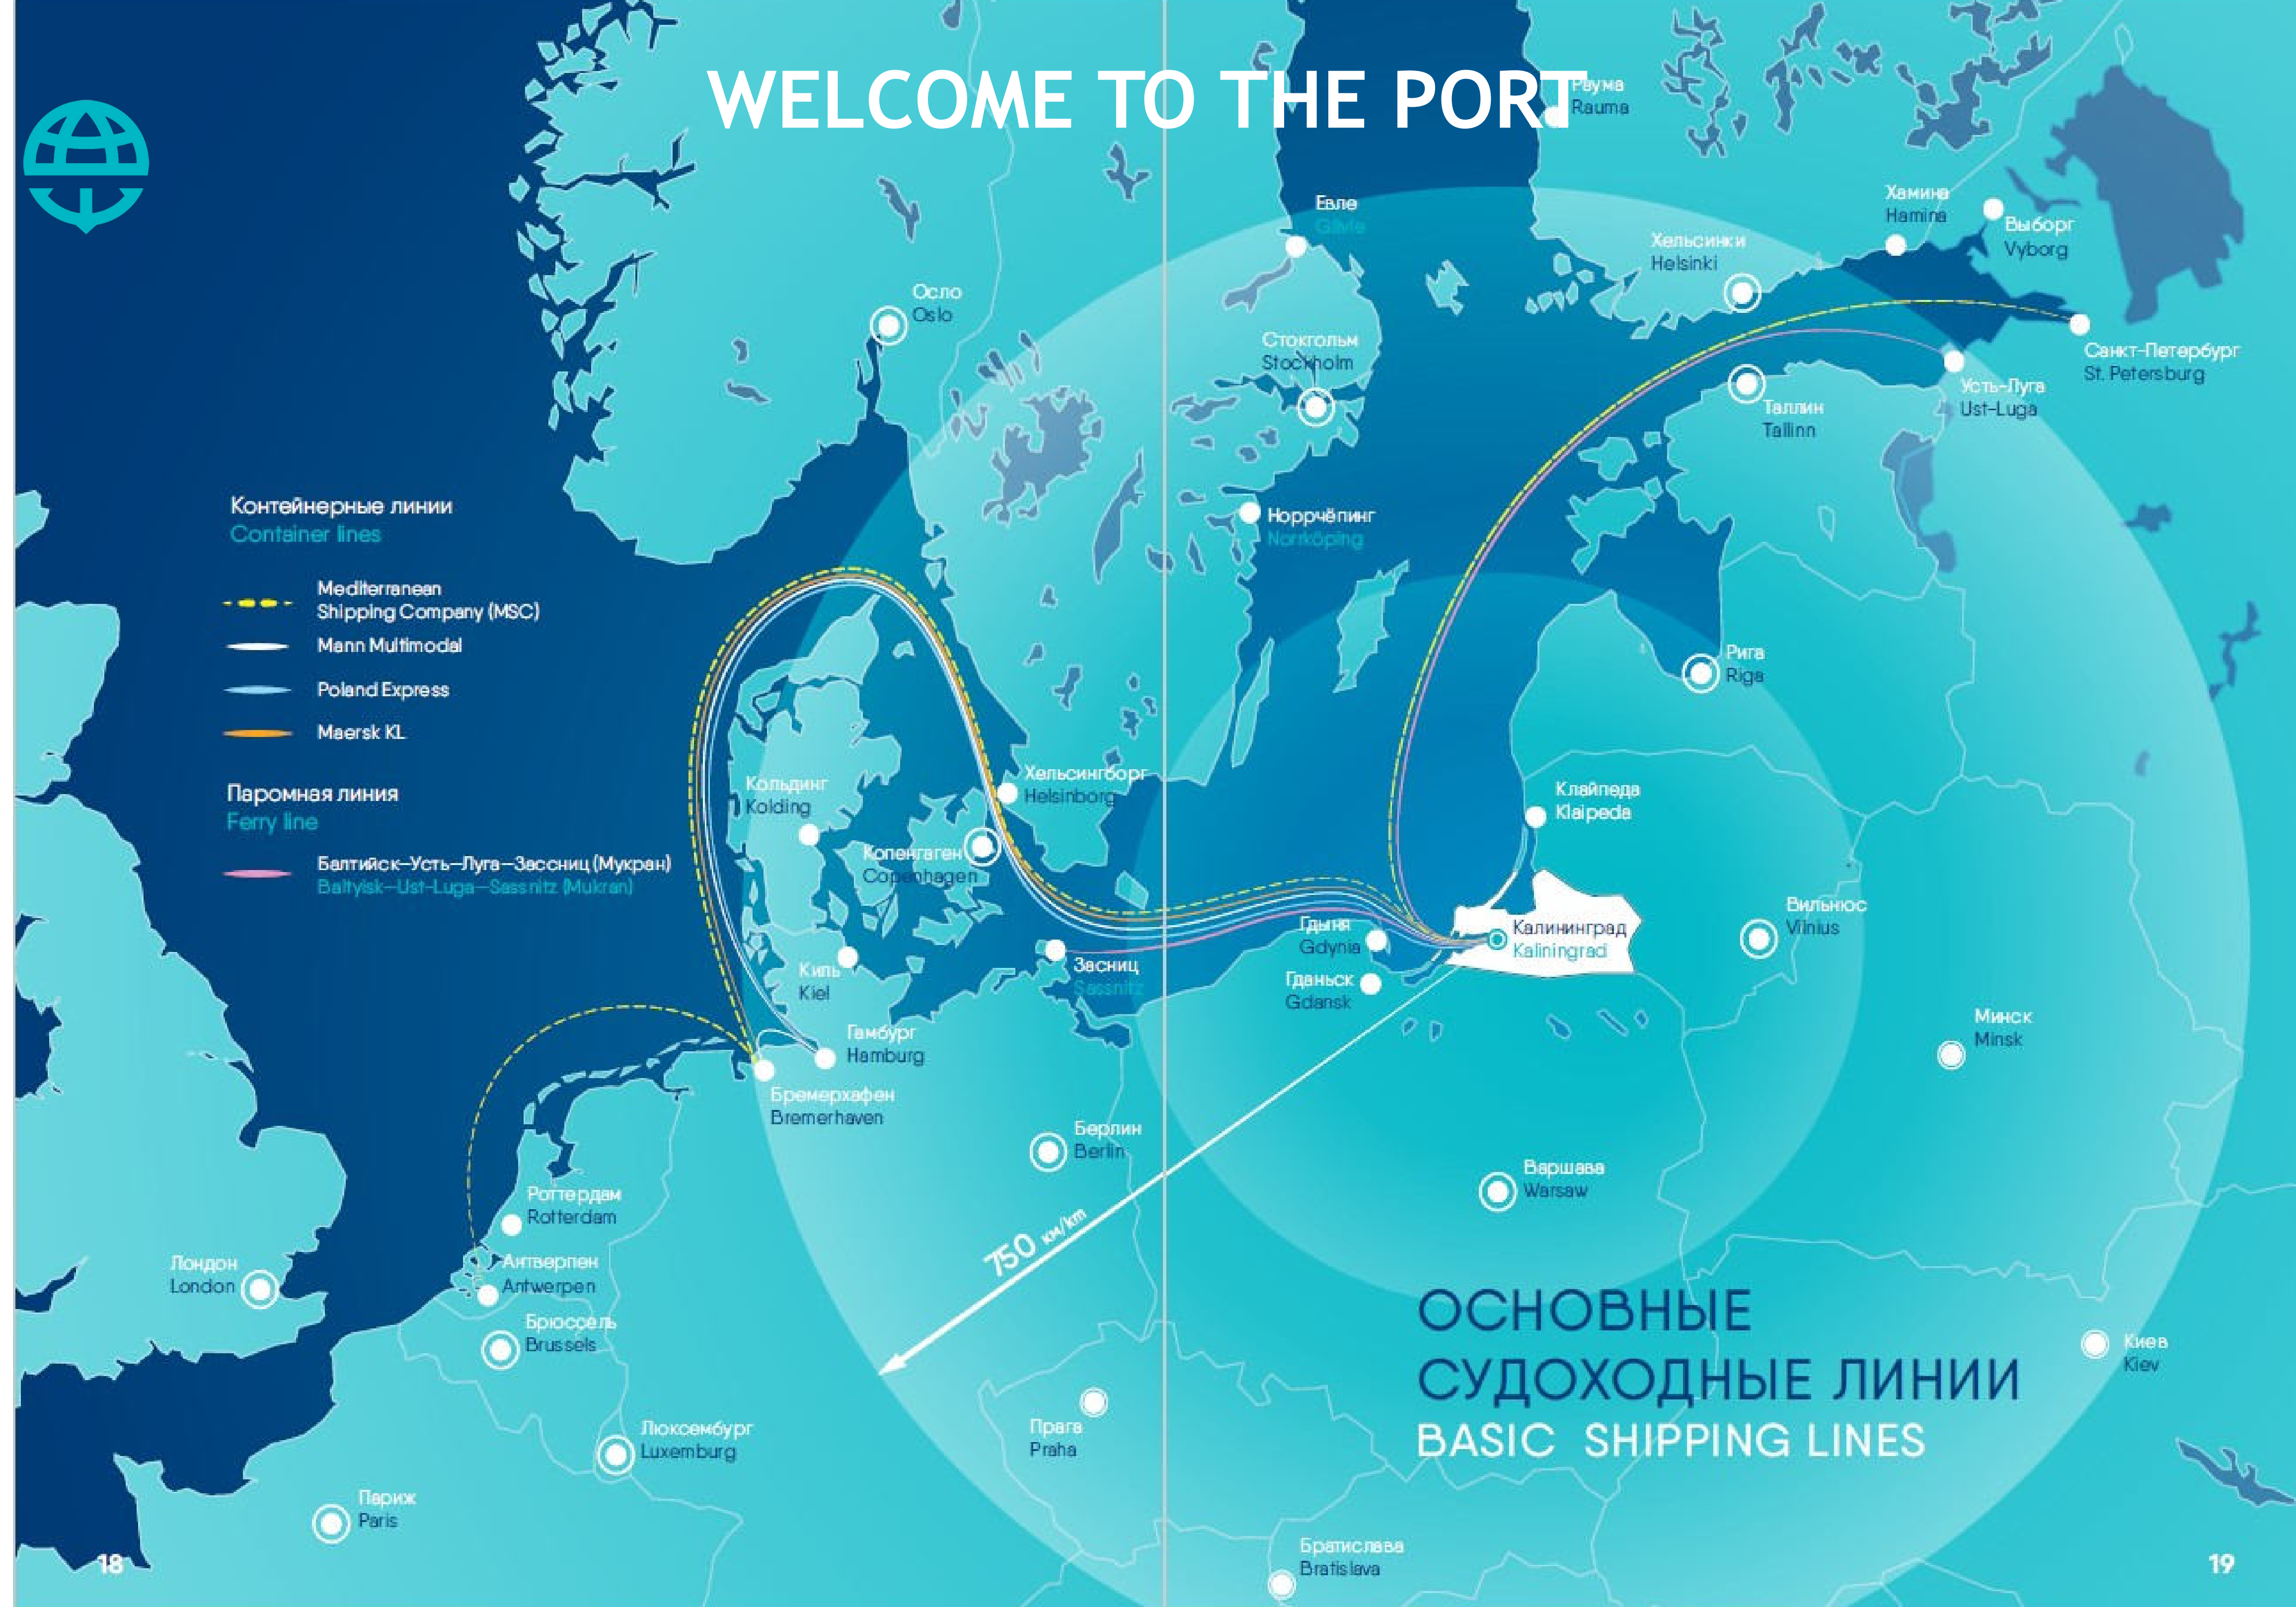 WELCOME TO THE PORT
Раума
Rauma
Хамина
Hamina
Выборг
Vyborg
Евле
Gävle
Хельсинки
Helsinki
Осло
Oslo
Стокгольм
Stockholm
Санкт-Петербург
St. Petersburg
Усть-Луга
Ust-Luga
Таллин
Tallinn
Норрчёпинг
Norrköping
Контейнерные линии
Container lines
Mediterranean
Shipping Company (MSC)
Mann Multimodal
Poland Express
Maersk KL
Паромная линия
Ferry line
Балтийск—Усть-Луга—Зассниц (Мукран)
Baltyisk—Ust-Luga—Sassnitz (Mukran)
Рига
Riga
Хельсингборг
Helsinborg
Кольдинг
Kolding
Копенгаген
Copenhagen
Клайпеда
Klaipeda
Вильнюс
Vilnius
Калининград
Kaliningrad
Гдыня
Gdynia
Гданьск
Gdansk
Засниц
Sassnitz
Киль
Kiel
Гамбург
Hamburg
Бремерхафен
Bremerhaven
Минск
Minsk
Берлин
Berlin
Варшава
Warsaw
Роттердам
Rotterdam
750 км/km
Лондон
London
Антверпен
Antwerpen
Брюссель
Brussels
ОСНОВНЫЕ
СУДОХОДНЫЕ ЛИНИИ
BASIC SHIPPING LINES
Киев
Kiev
Прага
Praha
Люксембург
Luxemburg
Париж
Paris
Братислава
Bratislava
18
19